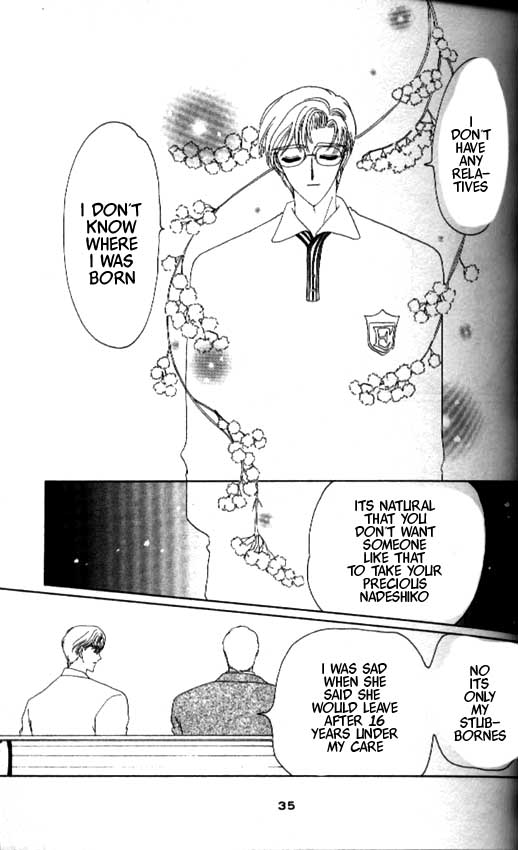 I
DON'T
HAVE
ANY
RELA-
TIVES
I DON'T
KNOW
WHERE
I WAS
BORN
E
ITS NATURAL
THAT YOU
DON'T WANT
SOMEONE
LIKE THAT
TO TAKE YOUR
PRECIOUS
NADESHIKO
NO
ITS
ONLY
MY
STUB-
BORNES
I WAS SAD
WHEN SHE
SAID SHE
WOULD LEAVE
AFTER 16
YEARS UNDER
MY CARE
35